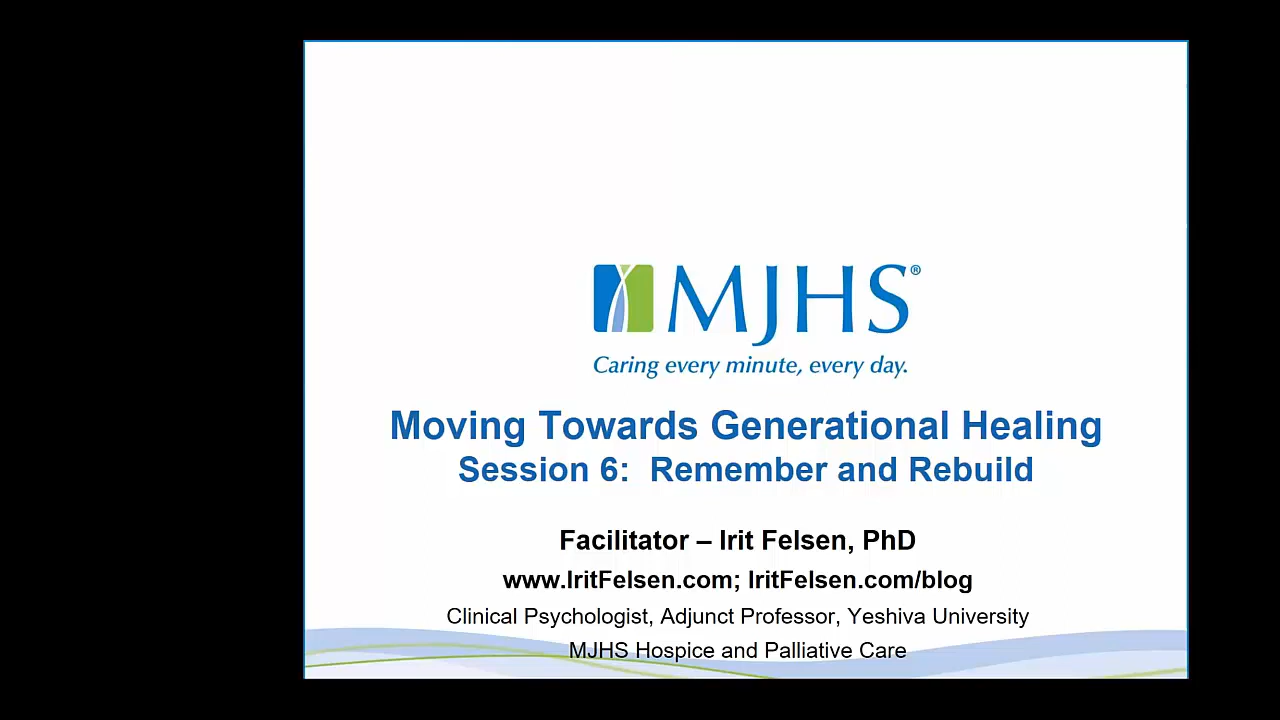 MJHS®
Caring every minute, every day.
Moving Towards Generational Healing
Session 6:  Remember and Rebuild
Facilitator – Irit Felsen, PhD
www.IritFelsen.com; IritFelsen.com/blog
Clinical Psychologist, Adjunct Professor, Yeshiva University
MJHS Hospice and Palliative Care